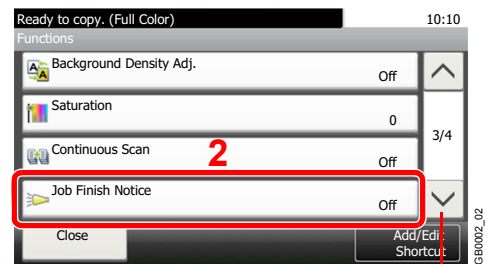 Ready to copy. (Full Color)
10:10
Functions
Background Density Adj.
Off
Saturation
0
3/4
Continuous Scan
2
Off
Job Finish Notice
Off
Close
Add/Edit
Shortcut
GB0002_02